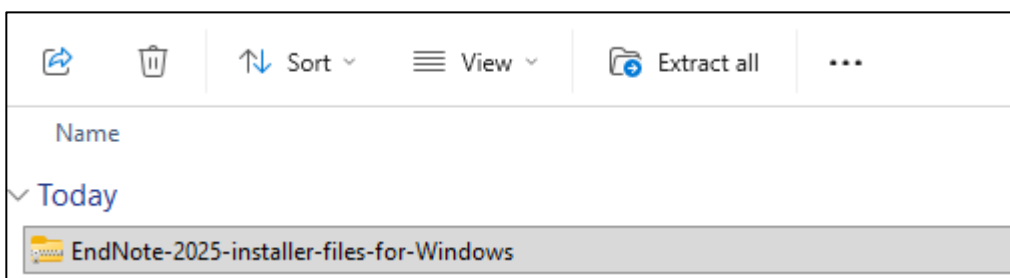 Sort View Extract all
Name
Today
EndNote-2025-installer-files-for-Windows